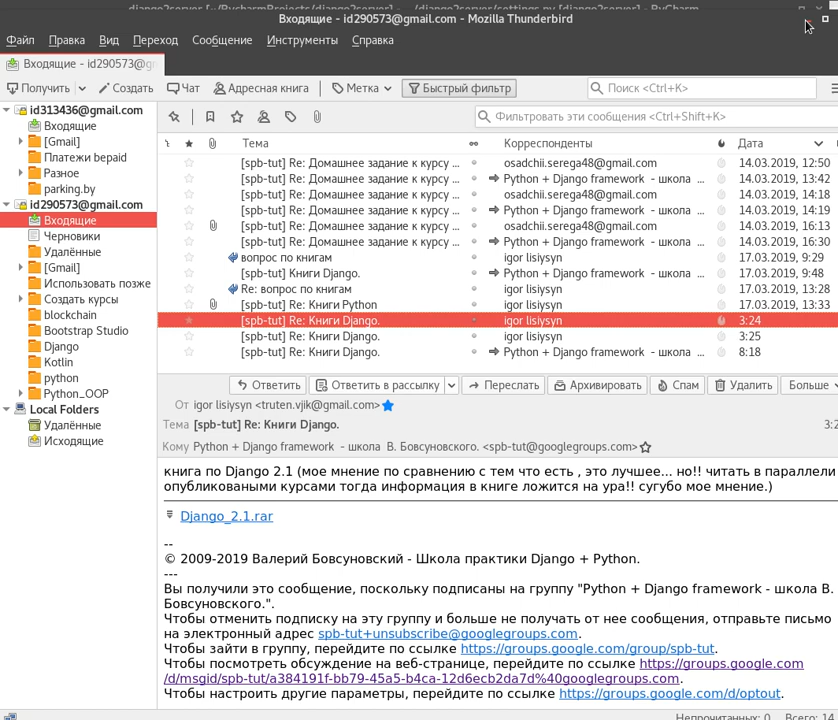 django2server [~/PycharmProjects/django2server] - .../django2server/settings.py [django2server] - PyCharm
Входящие - id290573@gmail.com - Mozilla Thunderbird
Файл Правка Вид Переход Сообщение Инструменты Справка
Входящие - id290573@gm
Получить Создать Чат Адресная книга Метка Быстрый фильтр Поиск <Ctrl+K>
id313436@gmail.com
Входящие
[Gmail]
Платежи bepaid
Разное
parking.by
id290573@gmail.com
Входящие
Черновики
Удалённые
[Gmail]
Использовать позже
Создать курсы
blockchain
Bootstrap Studio
Django
Kotlin
python
Python_OOP
Local Folders
Удалённые
Исходящие
Фильтровать эти сообщения <Ctrl+Shift+K>
Тема Корреспонденты Дата
[spb-tut] Re: Домашнее задание к курсу ... osadchii.serega48@gmail.com 14.03.2019, 12:50
[spb-tut] Re: Домашнее задание к курсу ... Python + Django framework - школа ... 14.03.2019, 13:42
[spb-tut] Re: Домашнее задание к курсу ... osadchii.serega48@gmail.com 14.03.2019, 14:18
[spb-tut] Re: Домашнее задание к курсу ... Python + Django framework - школа ... 14.03.2019, 14:19
[spb-tut] Re: Домашнее задание к курсу ... osadchii.serega48@gmail.com 14.03.2019, 16:13
[spb-tut] Re: Домашнее задание к курсу ... Python + Django framework - школа ... 14.03.2019, 16:30
вопрос по книгам igor lisiysyn 17.03.2019, 9:29
[spb-tut] Книги Django. Python + Django framework - школа ... 17.03.2019, 9:48
Re: вопрос по книгам igor lisiysyn 17.03.2019, 13:28
[spb-tut] Re: Книги Python igor lisiysyn 17.03.2019, 13:33
[spb-tut] Re: Книги Django. igor lisiysyn 3:24
[spb-tut] Re: Книги Django. igor lisiysyn 3:25
[spb-tut] Re: Книги Django. Python + Django framework - школа ... 8:18
Ответить Ответить в рассылку Переслать Архивировать Спам Удалить Больше
От igor lisiysyn <truten.vjik@gmail.com>
Тема [spb-tut] Re: Книги Django. 3:2
Кому Python + Django framework - школа В. Бовсуновского. <spb-tut@googlegroups.com>
книга по Django 2.1 (мое мнение по сравнению с тем что есть , это лучшее... но!! читать в параллели
опубликоваными курсами тогда информация в книге ложится на ура!! сугубо мое мнение.)
Django_2.1.rar
--
© 2009-2019 Валерий Бовсуновский - Школа практики Django + Python.
---
Вы получили это сообщение, поскольку подписаны на группу "Python + Django framework - школа В.
Бовсуновского.".
Чтобы отменить подписку на эту группу и больше не получать от нее сообщения, отправьте письмо
на электронный адрес spb-tut+unsubscribe@googlegroups.com.
Чтобы зайти в группу, перейдите по ссылке https://groups.google.com/group/spb-tut.
Чтобы посмотреть обсуждение на веб-странице, перейдите по ссылке https://groups.google.com
/d/msgid/spb-tut/a384191f-bb79-45a5-b4ca-12d6ecb2da7d%40googlegroups.com.
Чтобы настроить другие параметры, перейдите по ссылке https://groups.google.com/d/optout.
Непрочитанных: 0 Всего: 14